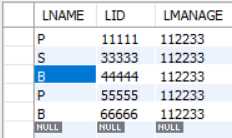 LNAME LID LMANAGE
P 11111 112233
S 33333 112233
B 44444 112233
P 55555 112233
B 66666 112233
NULL NULL NULL